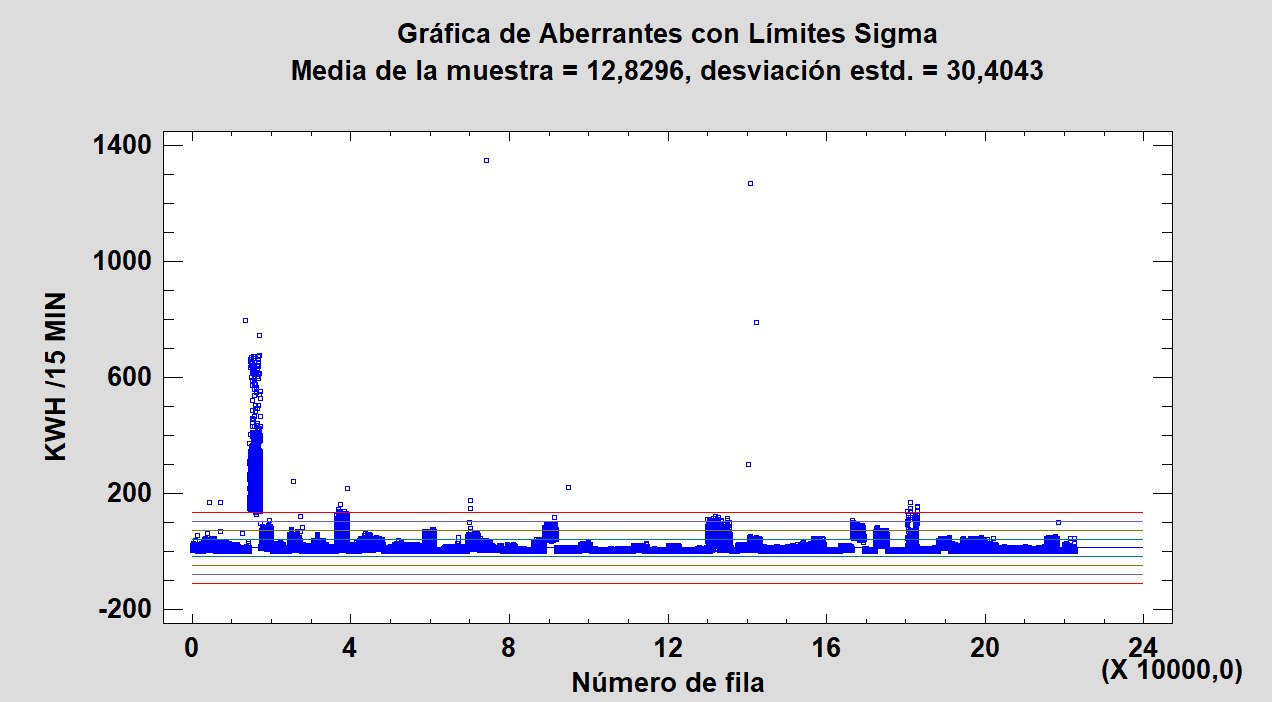 Gráfica de Aberrantes con Límites Sigma
Media de la muestra = 12,8296, desviación estd. = 30,4043
1400
1000
600
200
-200
KWH /15 MIN
0 4 8 12 16 20 24
(X 10000,0)
Número de fila